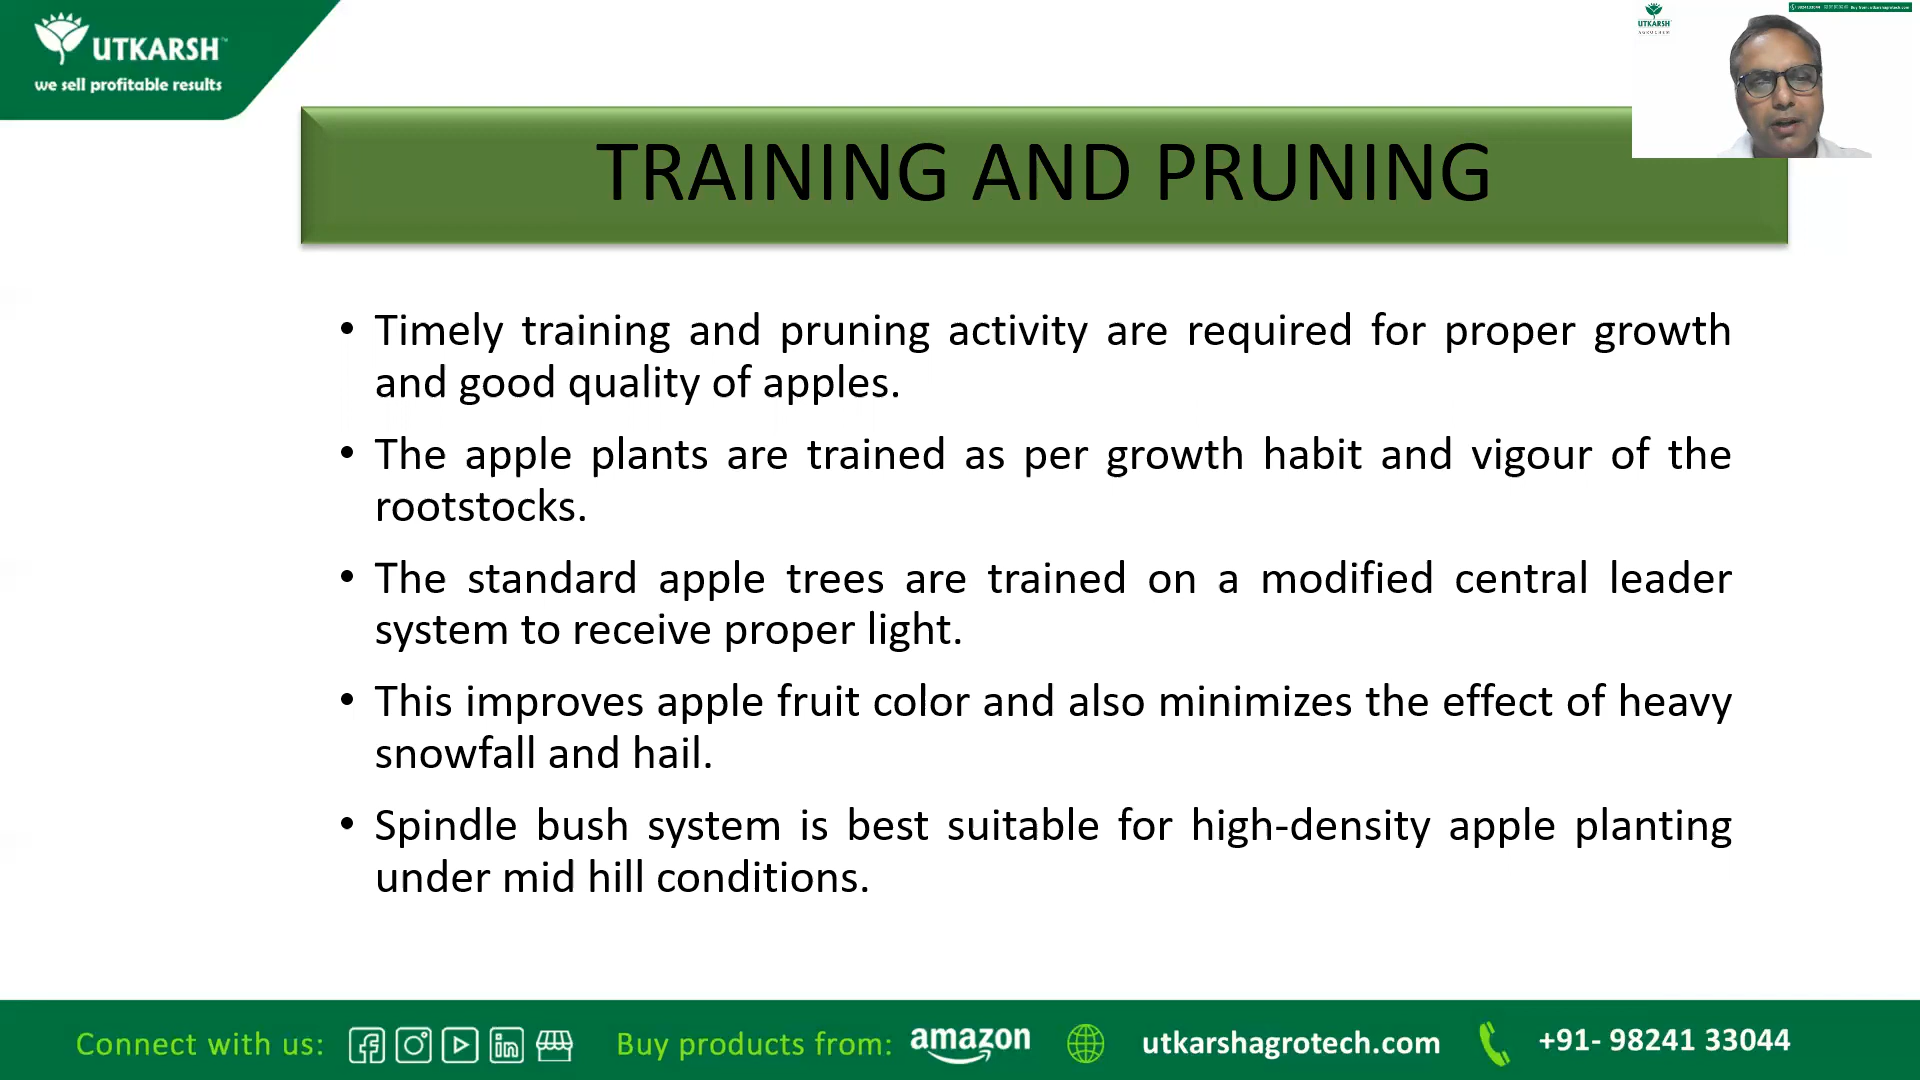 UTKARSH™
we sell profitable results
UTKARSH
AGROCHEM
TRAINING AND PRUNING
• Timely training and pruning activity are required for proper growth
and good quality of apples.
• The apple plants are trained as per growth habit and vigour of the
rootstocks.
• The standard apple trees are trained on a modified central leader
system to receive proper light.
• This improves apple fruit color and also minimizes the effect of heavy
snowfall and hail.
• Spindle bush system is best suitable for high-density apple planting
under mid hill conditions.
Connect with us: Buy products from: amazon utkarshagrotech.com +91- 98241 33044